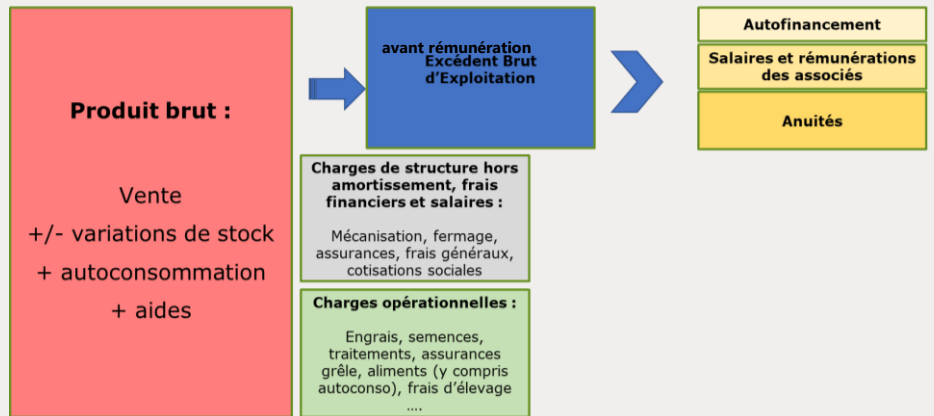 Produit brut :
Vente
+/- variations de stock
+ autoconsommation
+ aides
avant rémunération
Excédent Brut
d'Exploitation
Charges de structure hors
amortissement, frais
financiers et salaires :
Mécanisation, fermage,
assurances, frais généraux,
cotisations sociales
Charges opérationnelles :
Engrais, semences,
traitements, assurances
grêle, aliments (y compris
autoconso), frais d'élevage
....
Autofinancement
Salaires et rémunérations
des associés
Anuités